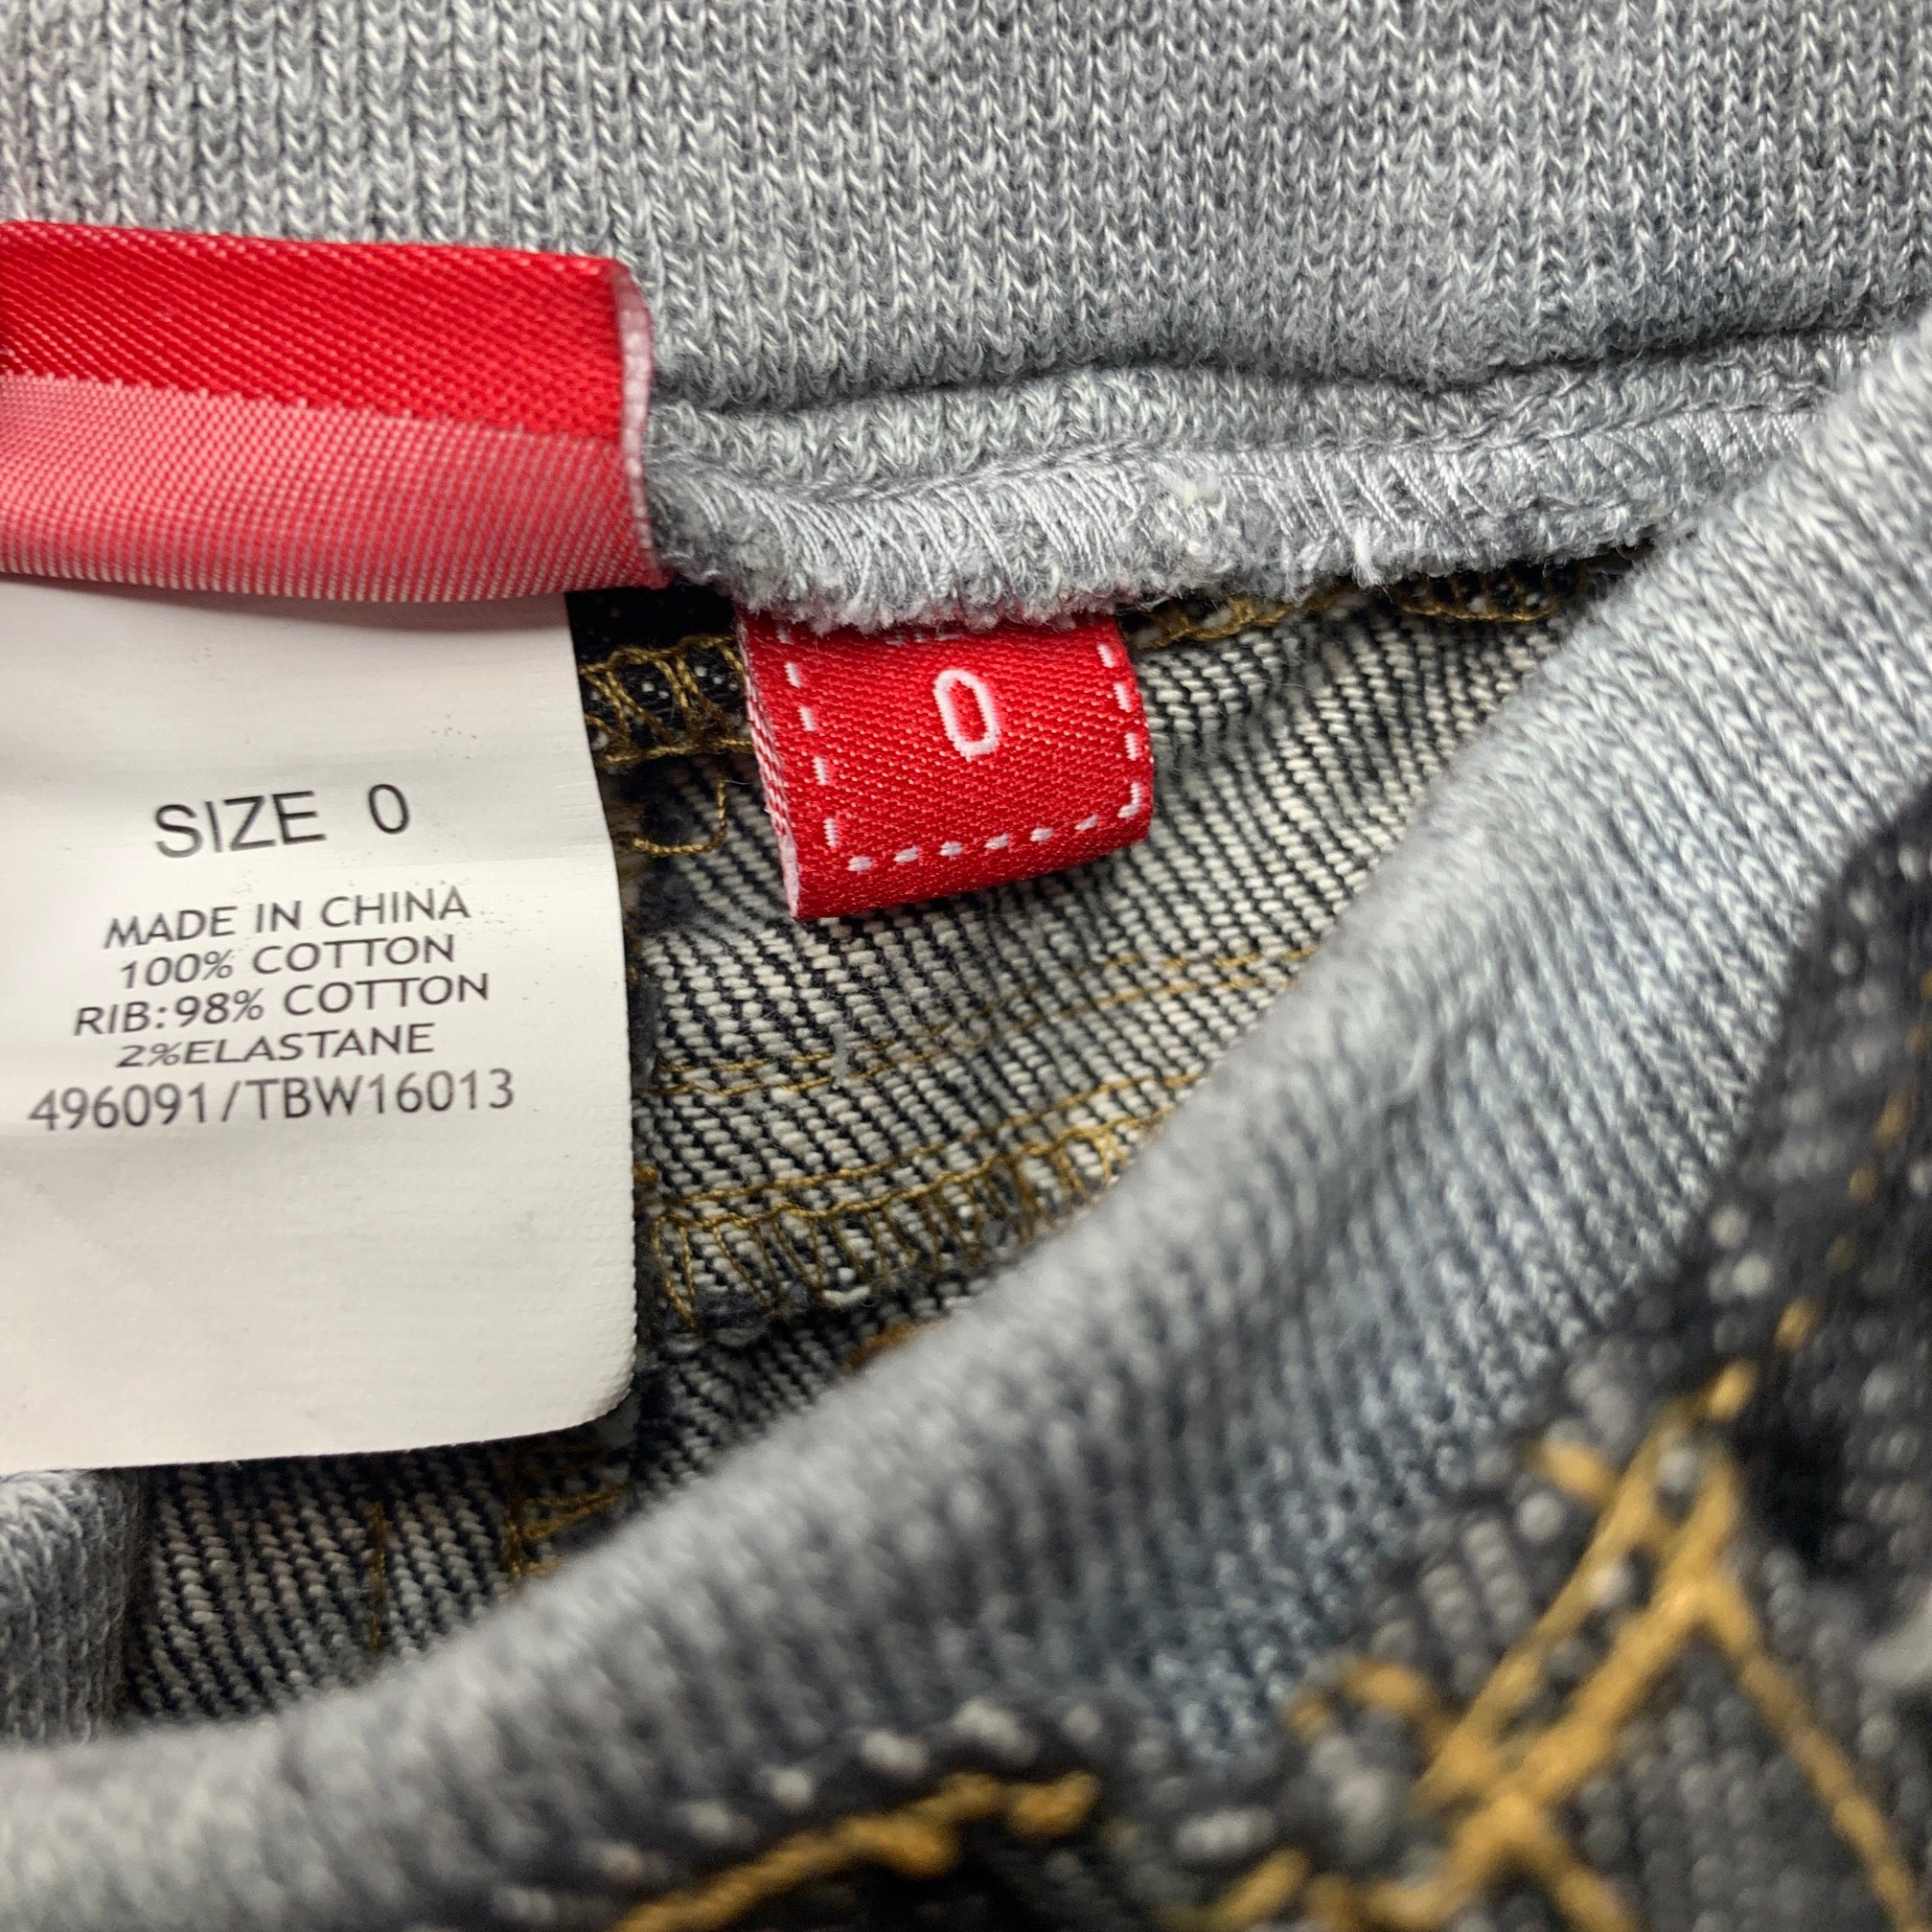 0
SIZE 0
MADE IN CHINA
100% COTTON
RIB:98% COTTON
2%ELASTANE
496091/TBW16013